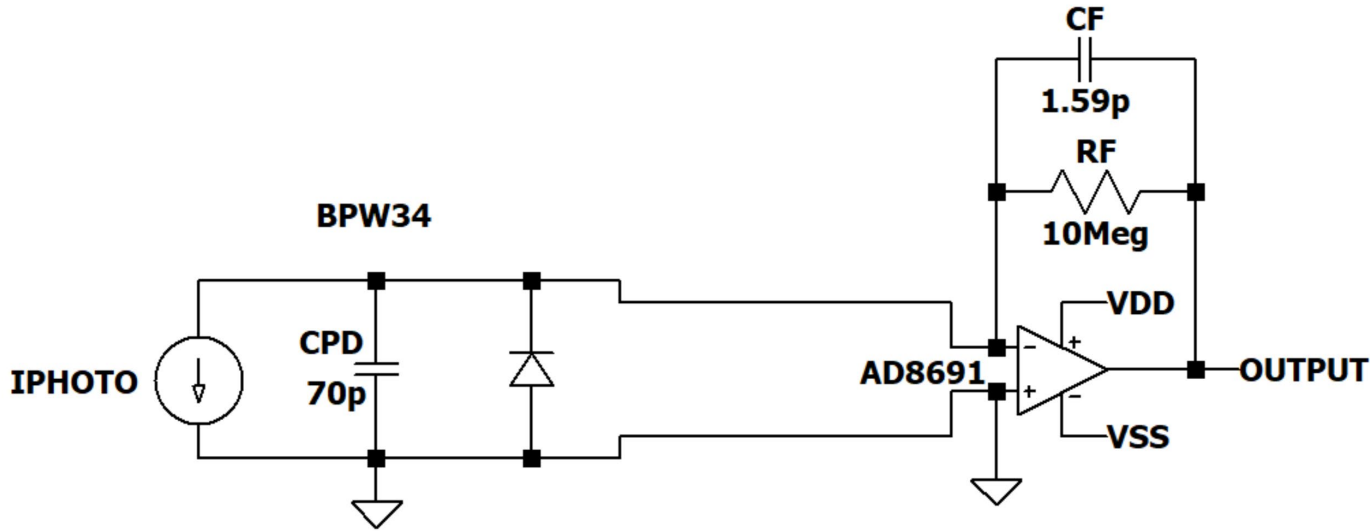 CF
1.59p
RF
10Meg
BPW34
VDD
CPD
IPHOTO
70p
AD8691
-
+
+
-
OUTPUT
VSS